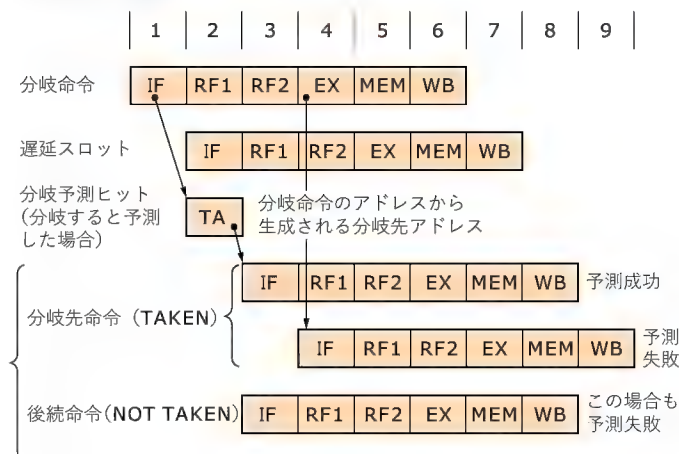 1 2 3 4 5 6 7 8 9
分岐命令 IF RF1 RF2 EX MEM WB
遅延スロット IF RF1 RF2 EX MEM WB
分岐予測ヒット
(分岐すると予測
した場合)
TA
分岐命令のアドレスから
生成される分岐先アドレス
IF RF1 RF2 EX MEM WB 予測成功
分岐先命令(TAKEN)
IF RF1 RF2 EX MEM WB 予測
失敗
後続命令(NOT TAKEN) IF RF1 RF2 EX MEM WB この場合も
予測失敗